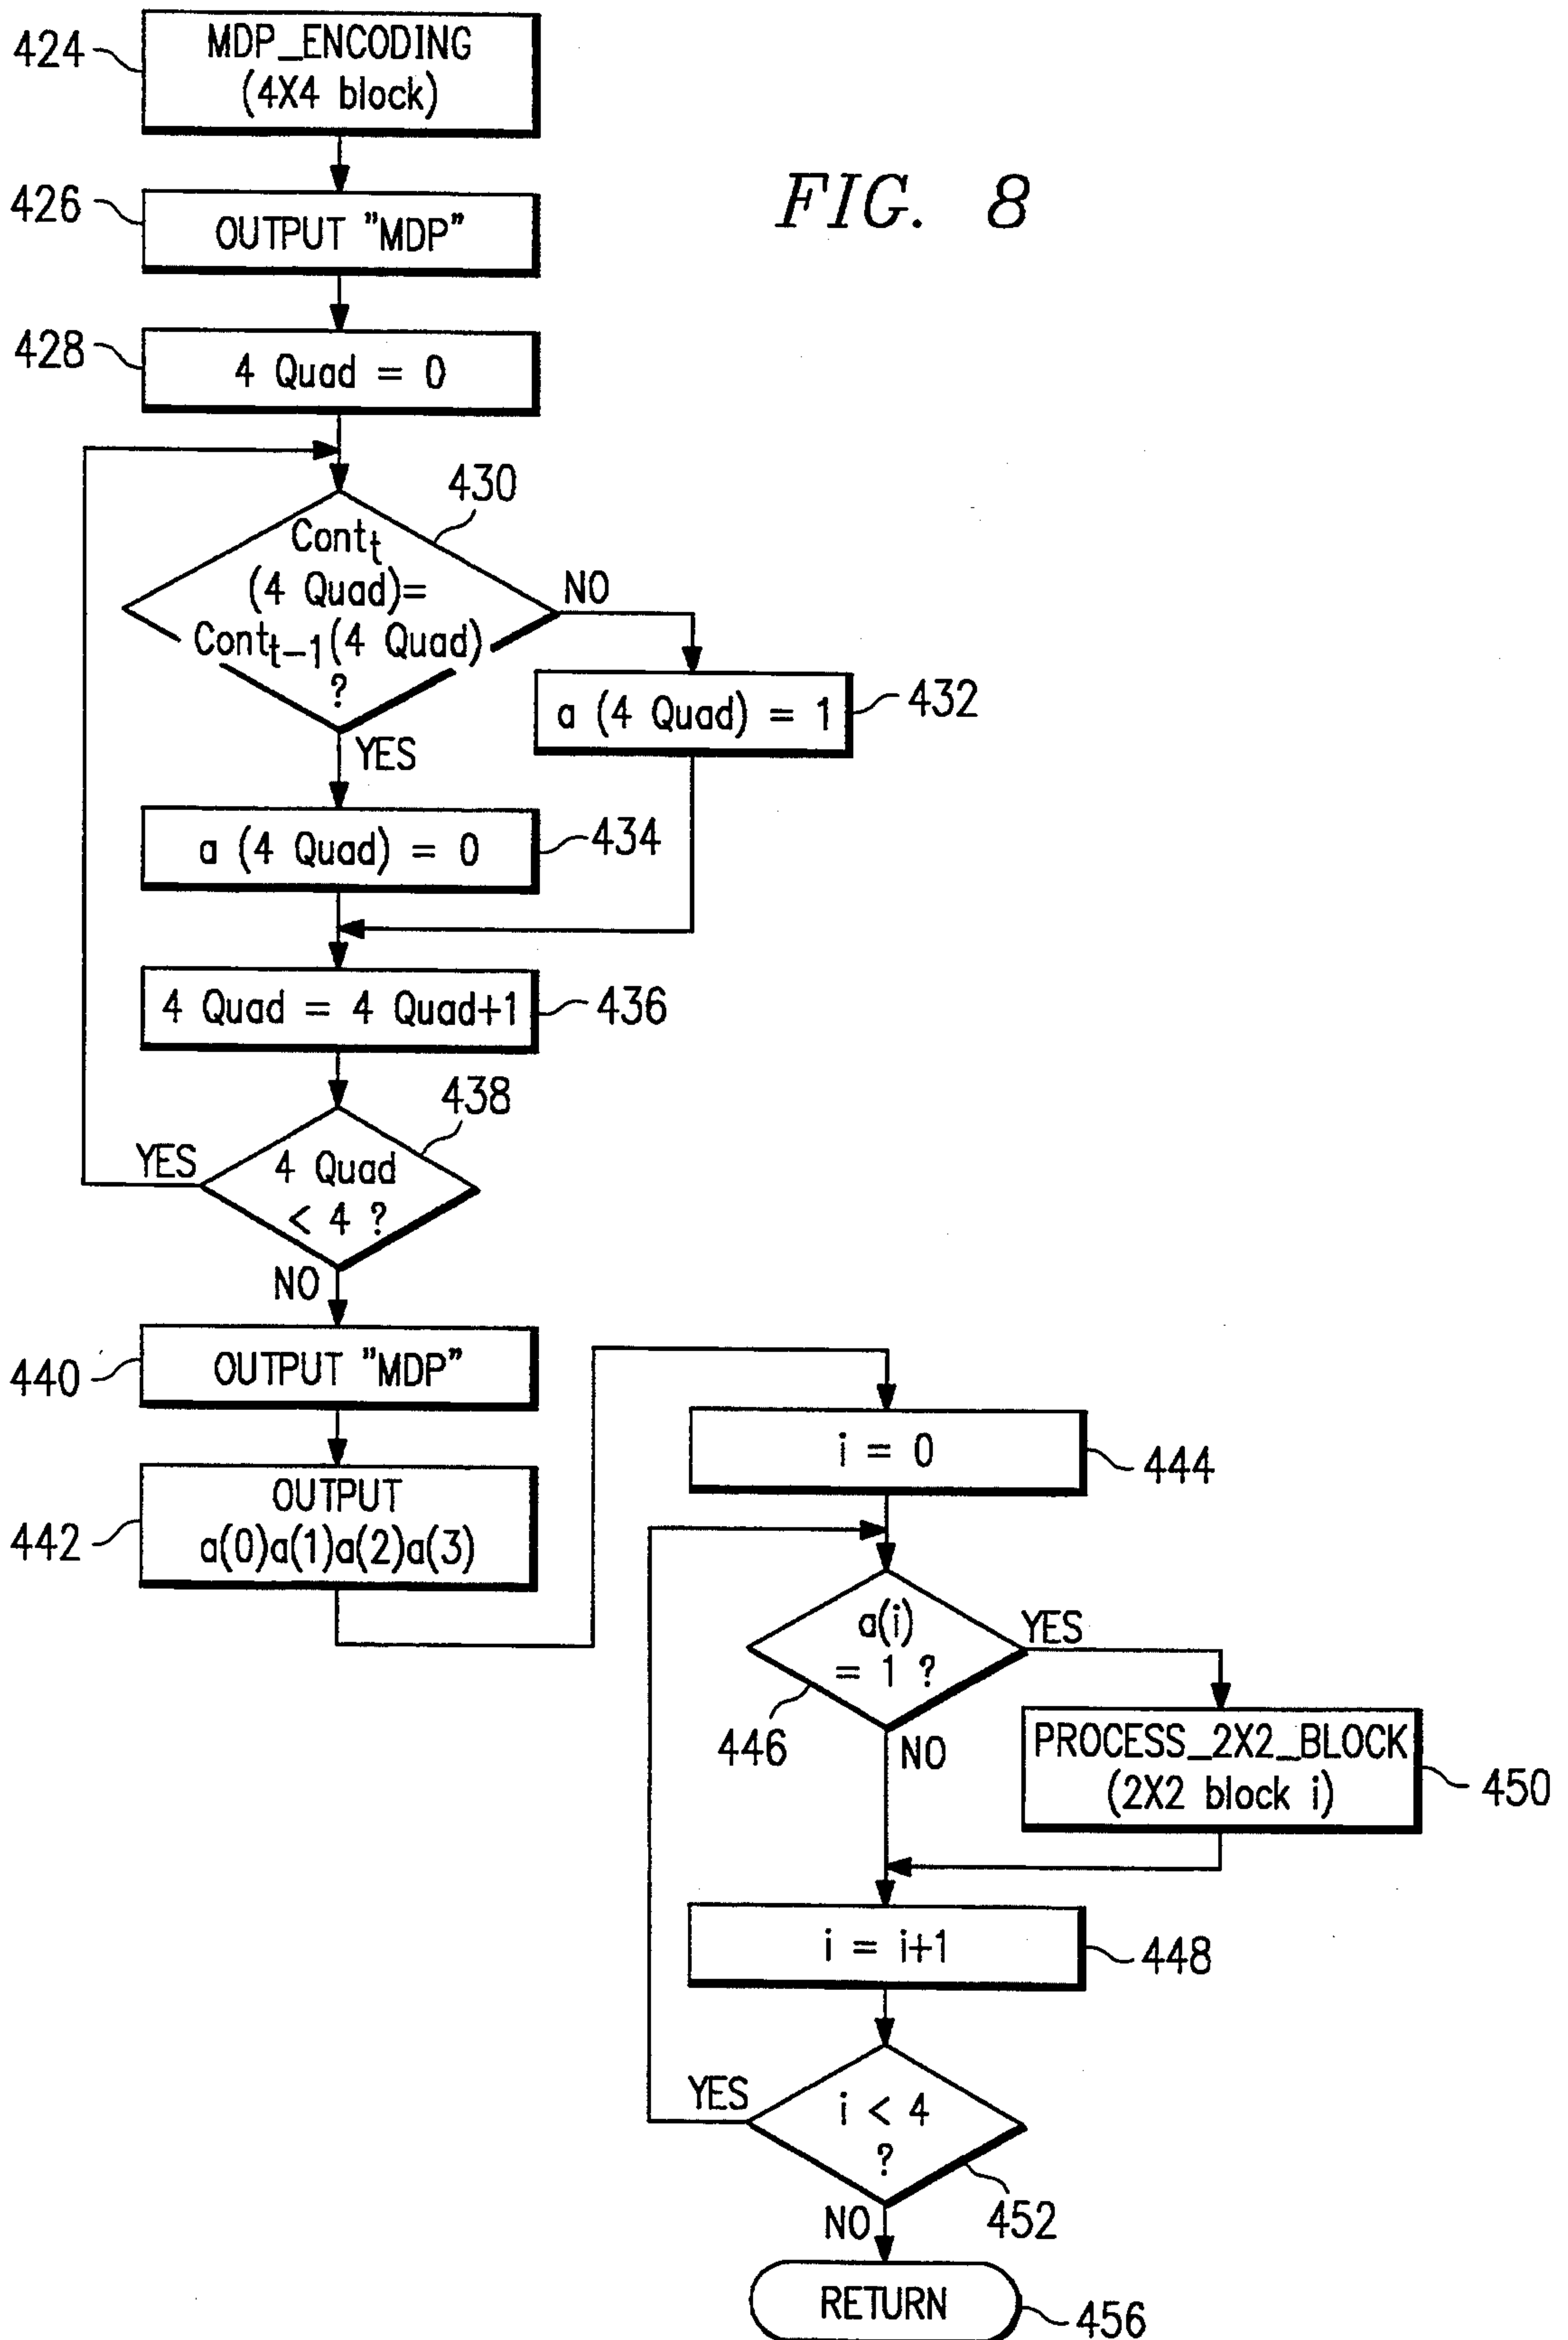 424
MDP_ENCODING
(4X4 block)
FIG. 8
426
OUTPUT "MDP"
428
4 Quad = 0
430
Cont_t
(4 Quad)=
Cont_t-1(4 Quad)
?
NO
YES
a (4 Quad) = 1
432
a (4 Quad) = 0
434
4 Quad = 4 Quad+1
436
438
YES
4 Quad
< 4 ?
NO
440
OUTPUT "MDP"
442
OUTPUT
a(0)a(1)a(2)a(3)
i = 0
444
a(i)
= 1 ?
YES
446
NO
PROCESS_2X2_BLOCK
(2X2 block i)
450
i = i+1
448
YES
i < 4
?
452
NO
RETURN
456